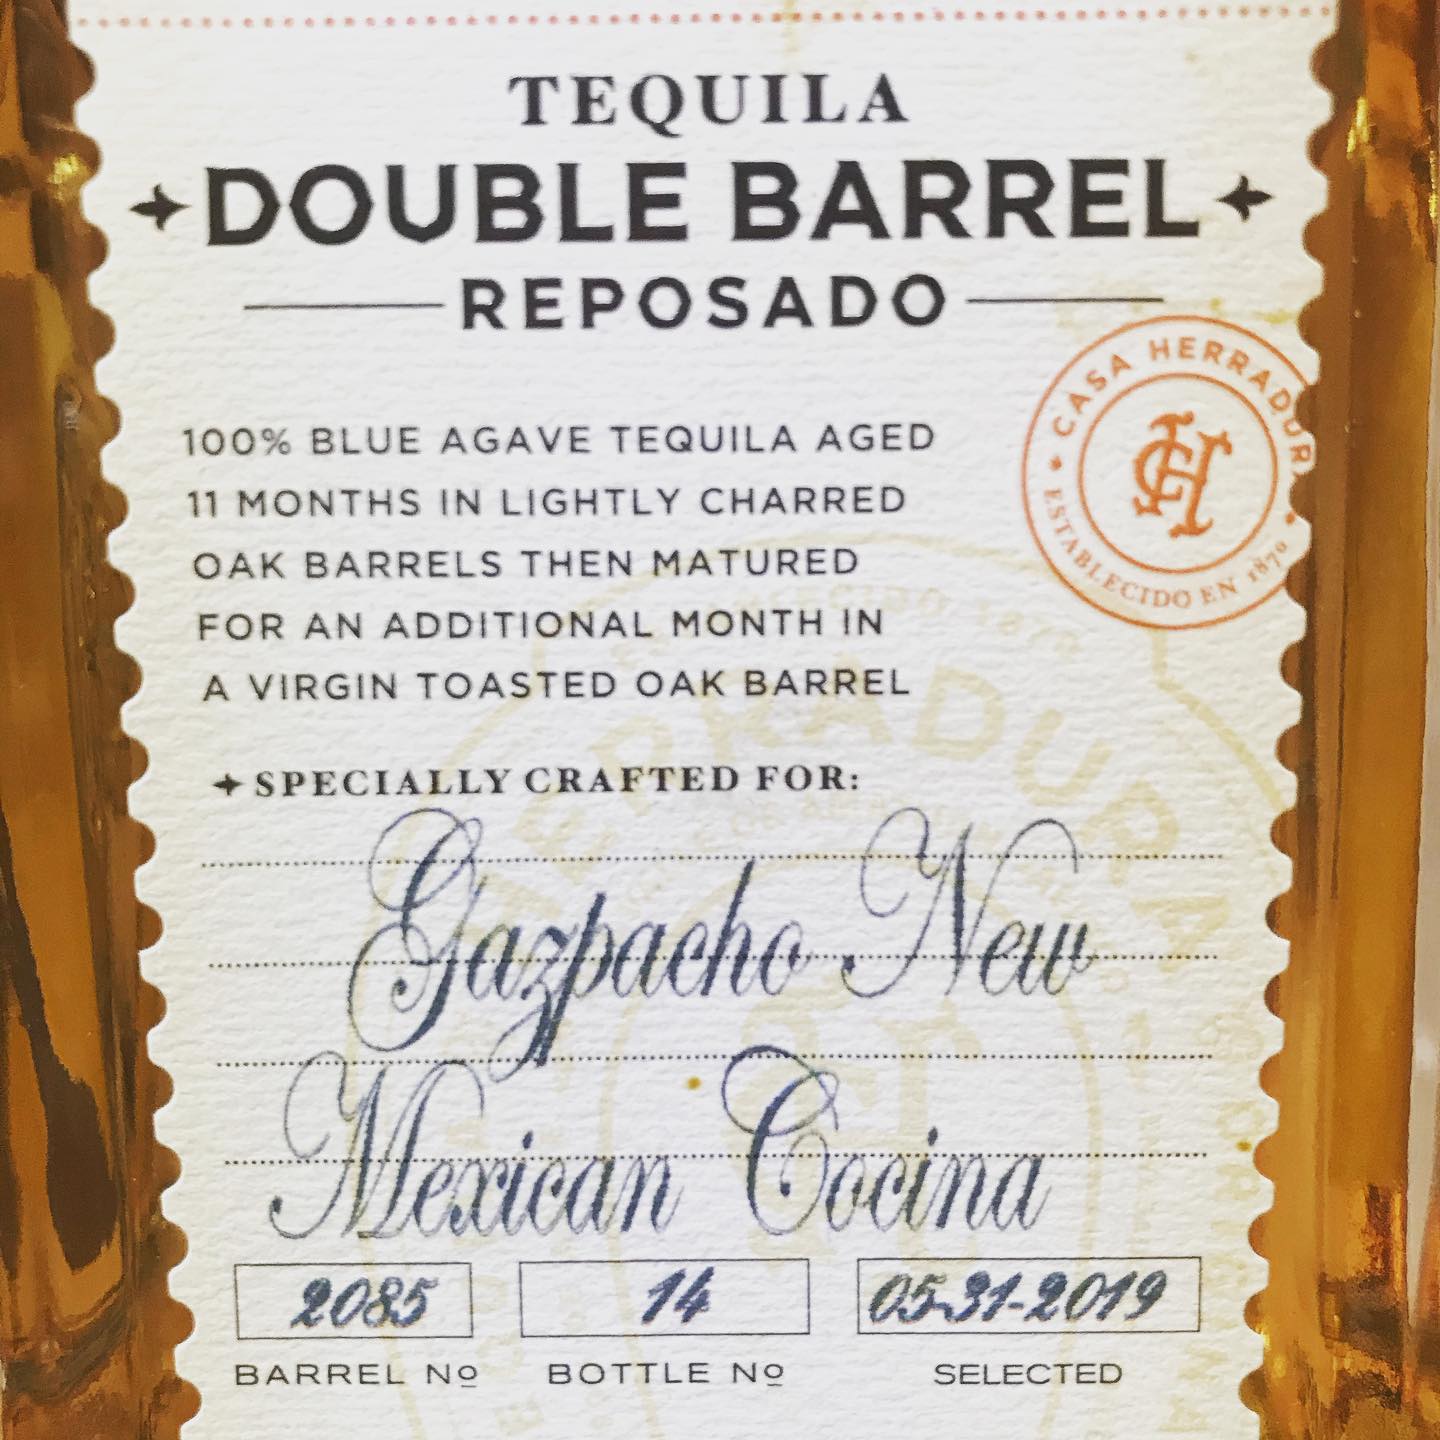 TEQUILA
DOUBLE BARREL
REPOSADO
CASA HERRADUR
ESTABLECIDO EN 1870
100% BLUE AGAVE TEQUILA AGED
11 MONTHS IN LIGHTLY CHARRED
OAK BARRELS THEN MATURED
FOR AN ADDITIONAL MONTH IN
A VIRGIN TOASTED OAK BARREL
HERRADURA
SPECIALLY CRAFTED FOR:
Gazpacho New
Mexican Cocina
2085 14 05-31-2019
BARREL Nº BOTTLE Nº SELECTED